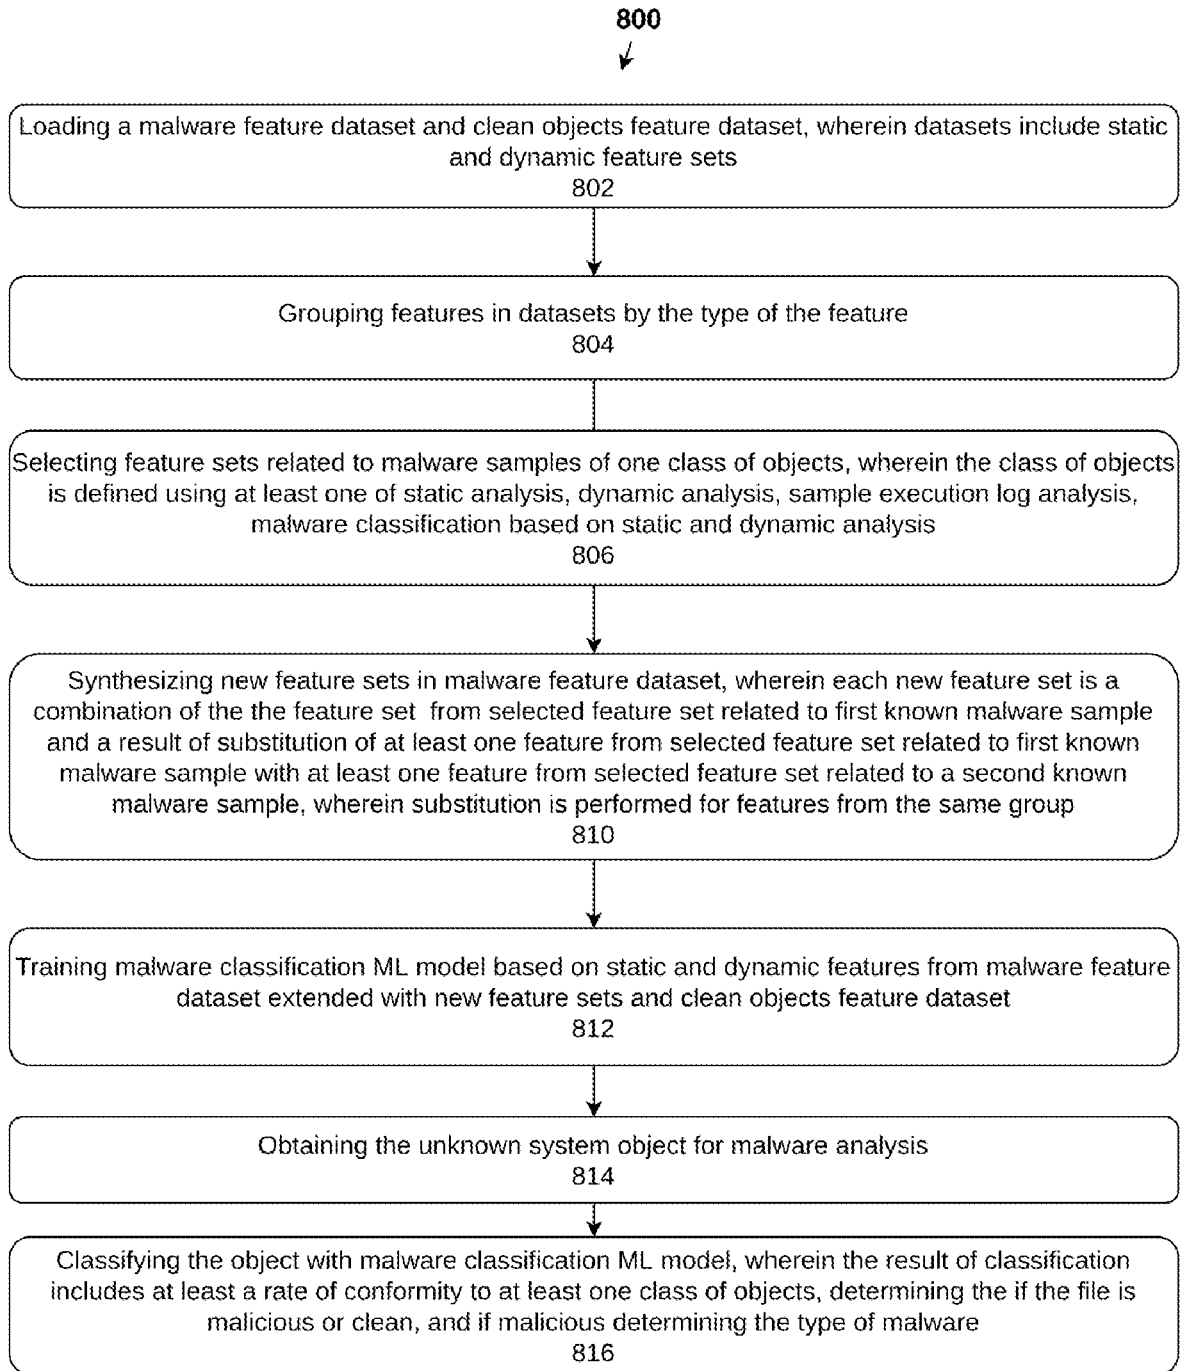 800
Loading a malware feature dataset and clean objects feature dataset, wherein datasets include static
and dynamic feature sets
802
Grouping features in datasets by the type of the feature
804
Selecting feature sets related to malware samples of one class of objects, wherein the class of objects
is defined using at least one of static analysis, dynamic analysis, sample execution log analysis,
malware classification based on static and dynamic analysis
806
Synthesizing new feature sets in malware feature dataset, wherein each new feature set is a
combination of the the feature set from selected feature set related to first known malware sample
and a result of substitution of at least one feature from selected feature set related to first known
malware sample with at least one feature from selected feature set related to a second known
malware sample, wherein substitution is performed for features from the same group
810
Training malware classification ML model based on static and dynamic features from malware feature
dataset extended with new feature sets and clean objects feature dataset
812
Obtaining the unknown system object for malware analysis
814
Classifying the object with malware classification ML model, wherein the result of classification
includes at least a rate of conformity to at least one class of objects, determining the if the file is
malicious or clean, and if malicious determining the type of malware
816